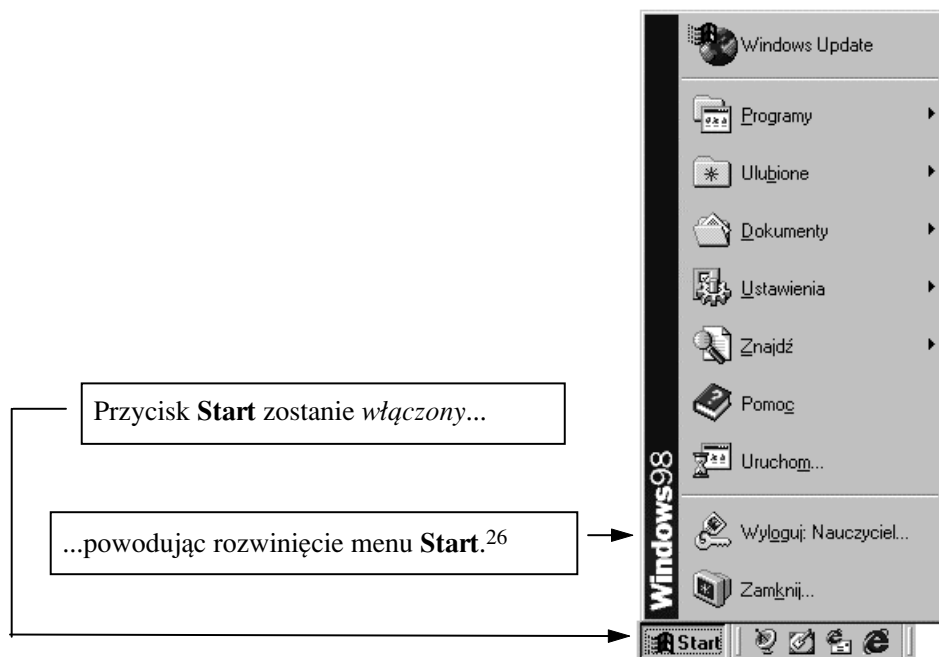 Windows Update
Programy
Ulubione
Dokumenty
Ustawienia
Znajdź
Pomoc
Uruchom...
Wyloguj: Nauczyciel...
Zamknij...
Windows98
Przycisk Start zostanie włączony...
...powodując rozwinięcie menu Start.26
Start